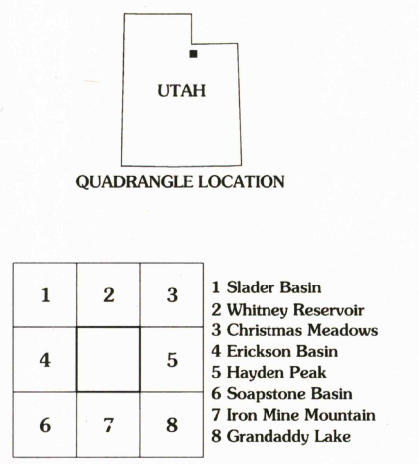 UTAH
QUADRANGLE LOCATION
1 2 3
4 5
6 7 8
1 Slader Basin
2 Whitney Reservoir
3 Christmas Meadows
4 Erickson Basin
5 Hayden Peak
6 Soapstone Basin
7 Iron Mine Mountain
8 Grandaddy Lake